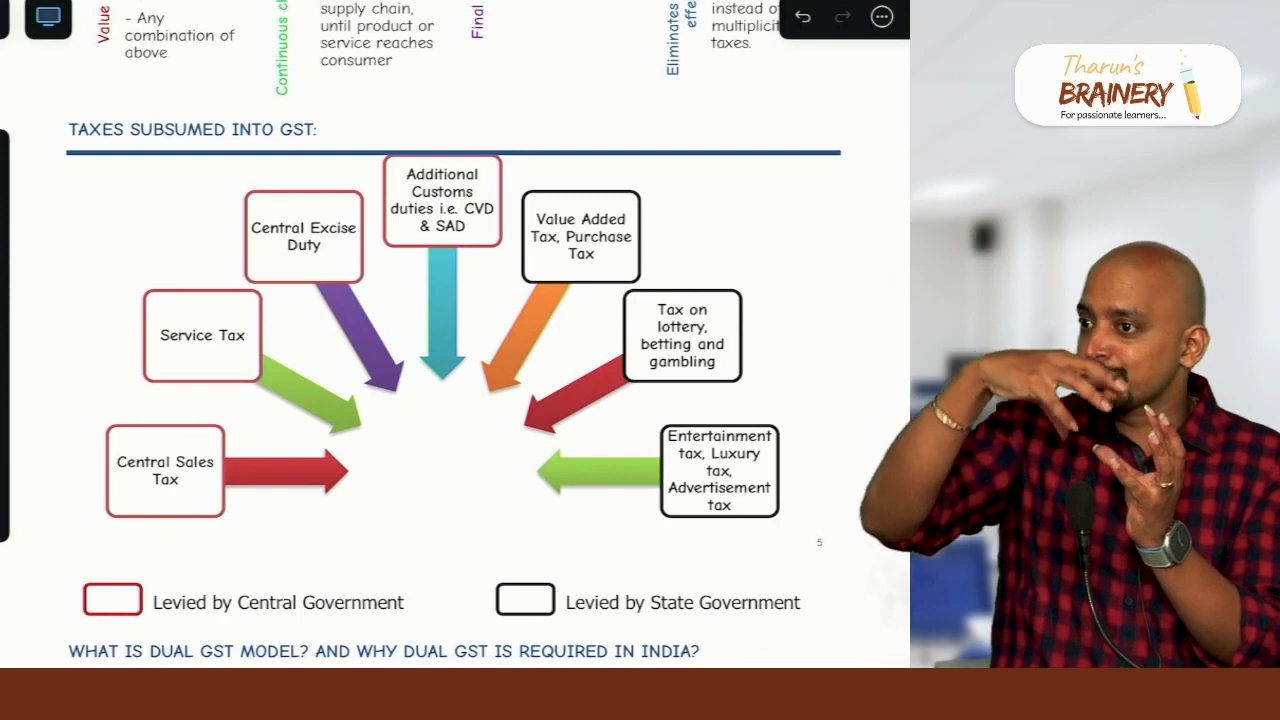 Value
- Any
combination of
above
Continuous
supply chain,
until product or
service reaches
consumer
Final
Eliminates
effe
instead of
multiplicit
taxes.
Tharun's
BRAINERY
For passionate learners...
TAXES SUBSUMED INTO GST:
Additional
Customs
duties i.e. CVD
& SAD
Central Excise
Duty
Value Added
Tax, Purchase
Tax
Service Tax
Tax on
lottery,
betting and
gambling
Central Sales
Tax
Entertainment
tax, Luxury
tax,
Advertisement
tax
5
Levied by Central Government
Levied by State Government
WHAT IS DUAL GST MODEL? AND WHY DUAL GST IS REQUIRED IN INDIA?